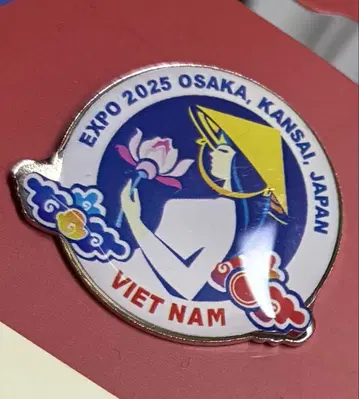 EXPO 2025 OSAKA, KANSAI, JAPAN
VIET NAM